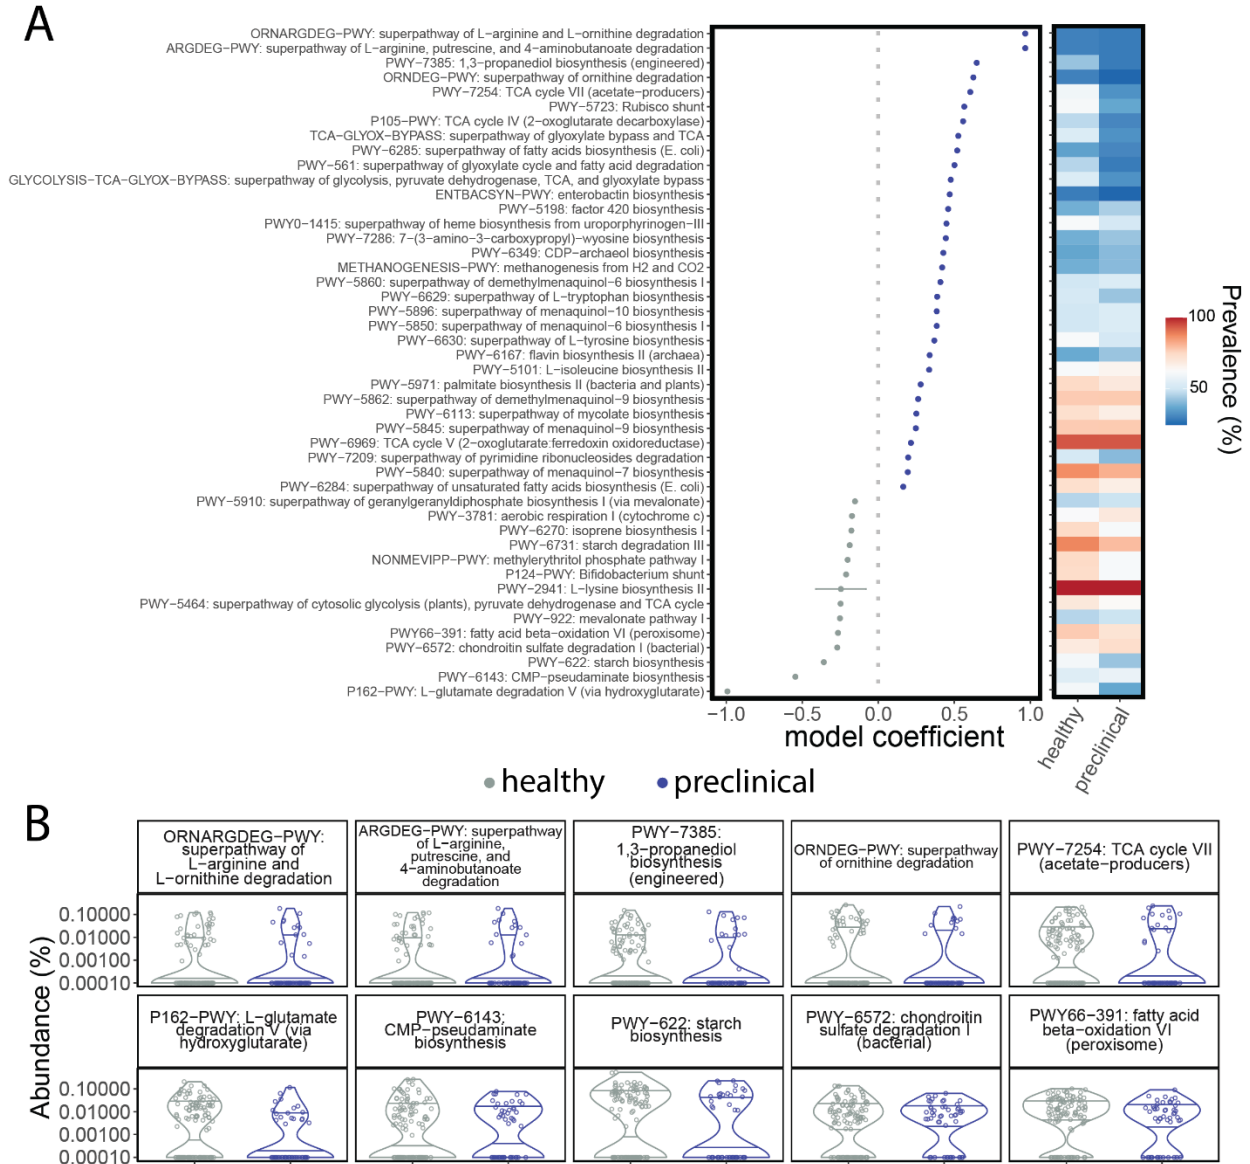 A
ORNARGDEG−PWY: superpathway of L−arginine and L−ornithine degradation
ARGDEG−PWY: superpathway of L−arginine, putrescine, and 4−aminobutanoate degradation
PWY−7385: 1,3−propanediol biosynthesis (engineered)
ORNDEG−PWY: superpathway of ornithine degradation
PWY−7254: TCA cycle VII (acetate−producers)
PWY−5723: Rubisco shunt
P105−PWY: TCA cycle IV (2−oxoglutarate decarboxylase)
TCA−GLYOX−BYPASS: superpathway of glyoxylate bypass and TCA
PWY−6285: superpathway of fatty acids biosynthesis (E. coli)
PWY−561: superpathway of glyoxylate cycle and fatty acid degradation
GLYCOLYSIS−TCA−GLYOX−BYPASS: superpathway of glycolysis, pyruvate dehydrogenase, TCA, and glyoxylate bypass
ENTBACSYN−PWY: enterobactin biosynthesis
PWY−5198: factor 420 biosynthesis
PWY0−1415: superpathway of heme biosynthesis from uroporphyrinogen−III
PWY−7286: 7−(3−amino−3−carboxypropyl)−wyosine biosynthesis
PWY−6349: CDP−archaeol biosynthesis
METHANOGENESIS−PWY: methanogenesis from H2 and CO2
PWY−5860: superpathway of demethylmenaquinol−6 biosynthesis I
PWY−6629: superpathway of L−tryptophan biosynthesis
PWY−5896: superpathway of menaquinol−10 biosynthesis
PWY−5850: superpathway of menaquinol−6 biosynthesis I
PWY−6630: superpathway of L−tyrosine biosynthesis
PWY−6167: flavin biosynthesis II (archaea)
PWY−5101: L−isoleucine biosynthesis II
PWY−5971: palmitate biosynthesis II (bacteria and plants)
PWY−5862: superpathway of demethylmenaquinol−9 biosynthesis
PWY−6113: superpathway of mycolate biosynthesis
PWY−5845: superpathway of menaquinol−9 biosynthesis
PWY−6969: TCA cycle V (2−oxoglutarate:ferredoxin oxidoreductase)
PWY−7209: superpathway of pyrimidine ribonucleosides degradation
PWY−5840: superpathway of menaquinol−7 biosynthesis
PWY−6284: superpathway of unsaturated fatty acids biosynthesis (E. coli)
PWY−5910: superpathway of geranylgeranyldiphosphate biosynthesis I (via mevalonate)
PWY−3781: aerobic respiration I (cytochrome c)
PWY−6270: isoprene biosynthesis I
PWY−6731: starch degradation III
NONMEVIPP−PWY: methylerythritol phosphate pathway I
P124−PWY: Bifidobacterium shunt
PWY−2941: L−lysine biosynthesis II
PWY−5464: superpathway of cytosolic glycolysis (plants), pyruvate dehydrogenase and TCA cycle
PWY−922: mevalonate pathway I
PWY66−391: fatty acid beta−oxidation VI (peroxisome)
PWY−6572: chondroitin sulfate degradation I (bacterial)
PWY−622: starch biosynthesis
PWY−6143: CMP−pseudaminate biosynthesis
P162−PWY: L−glutamate degradation V (via hydroxyglutarate)
−1.0 −0.5 0.0 0.5 1.0
model coefficient
healthy
preclinical
100
50
Prevalence (%)
healthy preclinical
B
ORNARGDEG−PWY:
superpathway of
L−arginine and
L−ornithine degradation
ARGDEG−PWY: superpathway
of L−arginine,
putrescine, and
4−aminobutanoate
degradation
PWY−7385:
1,3−propanediol
biosynthesis
(engineered)
ORNDEG−PWY: superpathway
of ornithine degradation
PWY−7254: TCA cycle VII
(acetate−producers)
0.10000
0.01000
0.00100
0.00010
P162−PWY: L−glutamate
degradation V (via
hydroxyglutarate)
PWY−6143:
CMP−pseudaminate
biosynthesis
PWY−622: starch
biosynthesis
PWY−6572: chondroitin
sulfate degradation I
(bacterial)
PWY66−391: fatty acid
beta−oxidation VI
(peroxisome)
0.10000
0.01000
0.00100
0.00010
Abundance (%)